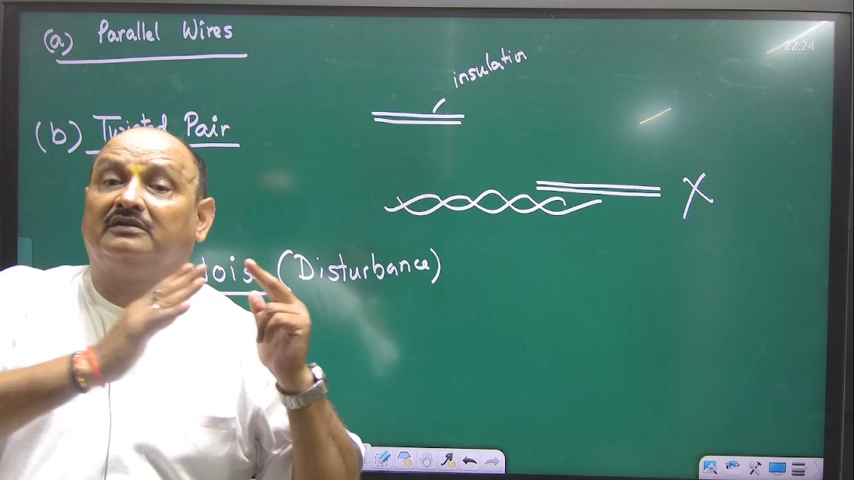 (a) Parallel Wires
22:24
insulation
(b) Pair
(Disturbance)
X